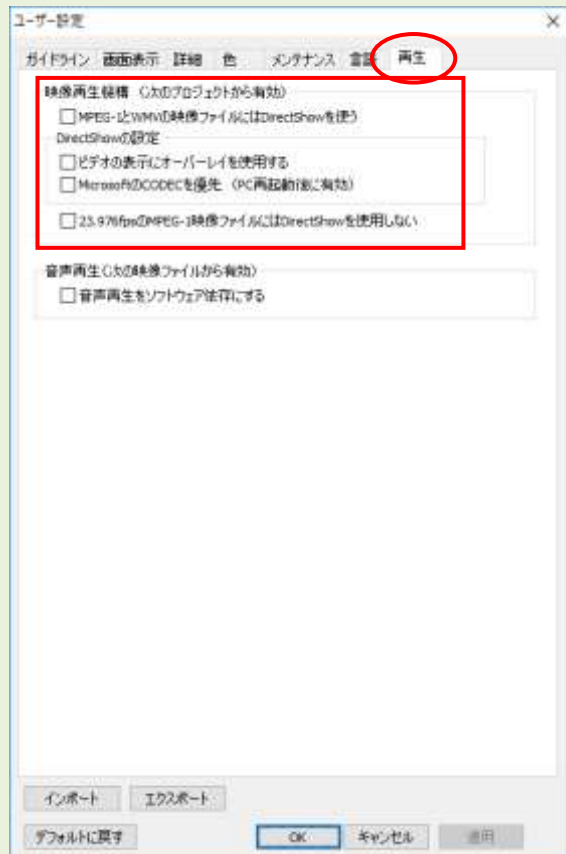 ユーザー設定
ガイドライン 画面表示 詳細 色 メンテナンス 言語 再生
映像再生機構 (次のプロジェクトから有効)
MPEG-1とWMVの映像ファイルにはDirectShowを使う
DirectShowの設定
ビデオの表示にオーバーレイを使用する
MicrosoftのCODECを優先 (PC再起動後に有効)
23.976fpsのMPEG-1映像ファイルにはDirectShowを使用しない
音声再生(次の映像ファイルから有効)
音声再生をソフトウェア依存にする
インポート エクスポート
デフォルトに戻す OK キャンセル 適用